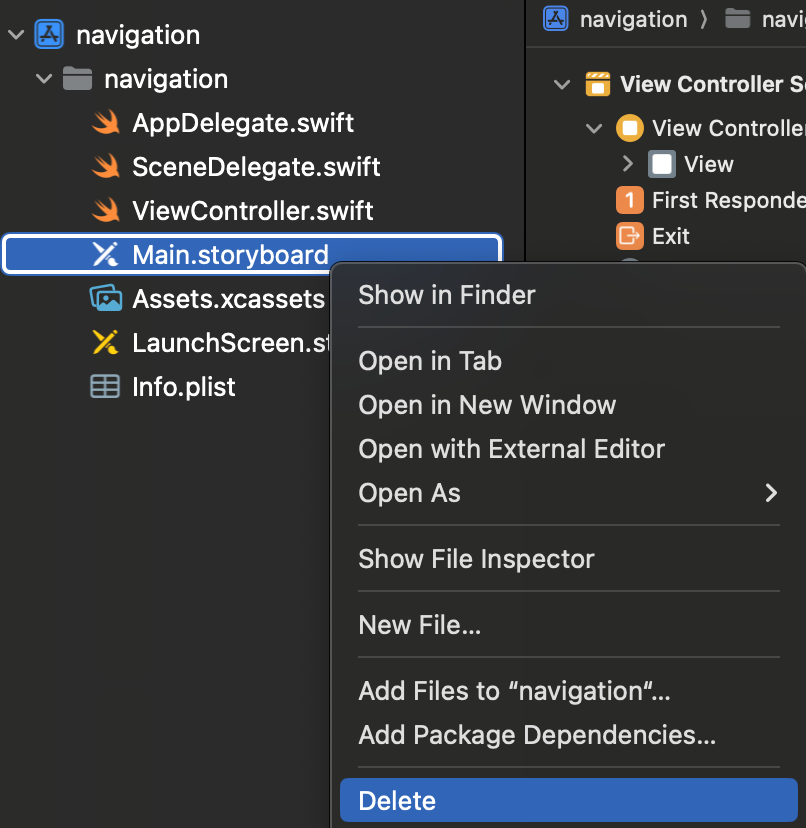 navigation
navigation
AppDelegate.swift
SceneDelegate.swift
ViewController.swift
Main.storyboard
Assets.xcassets
LaunchScreen.st
Info.plist
navigation 〉 navi
View Controller S
View Controller
View
1 First Responde
Exit
Show in Finder
Open in Tab
Open in New Window
Open with External Editor
Open As
Show File Inspector
New File...
Add Files to “navigation“...
Add Package Dependencies...
Delete